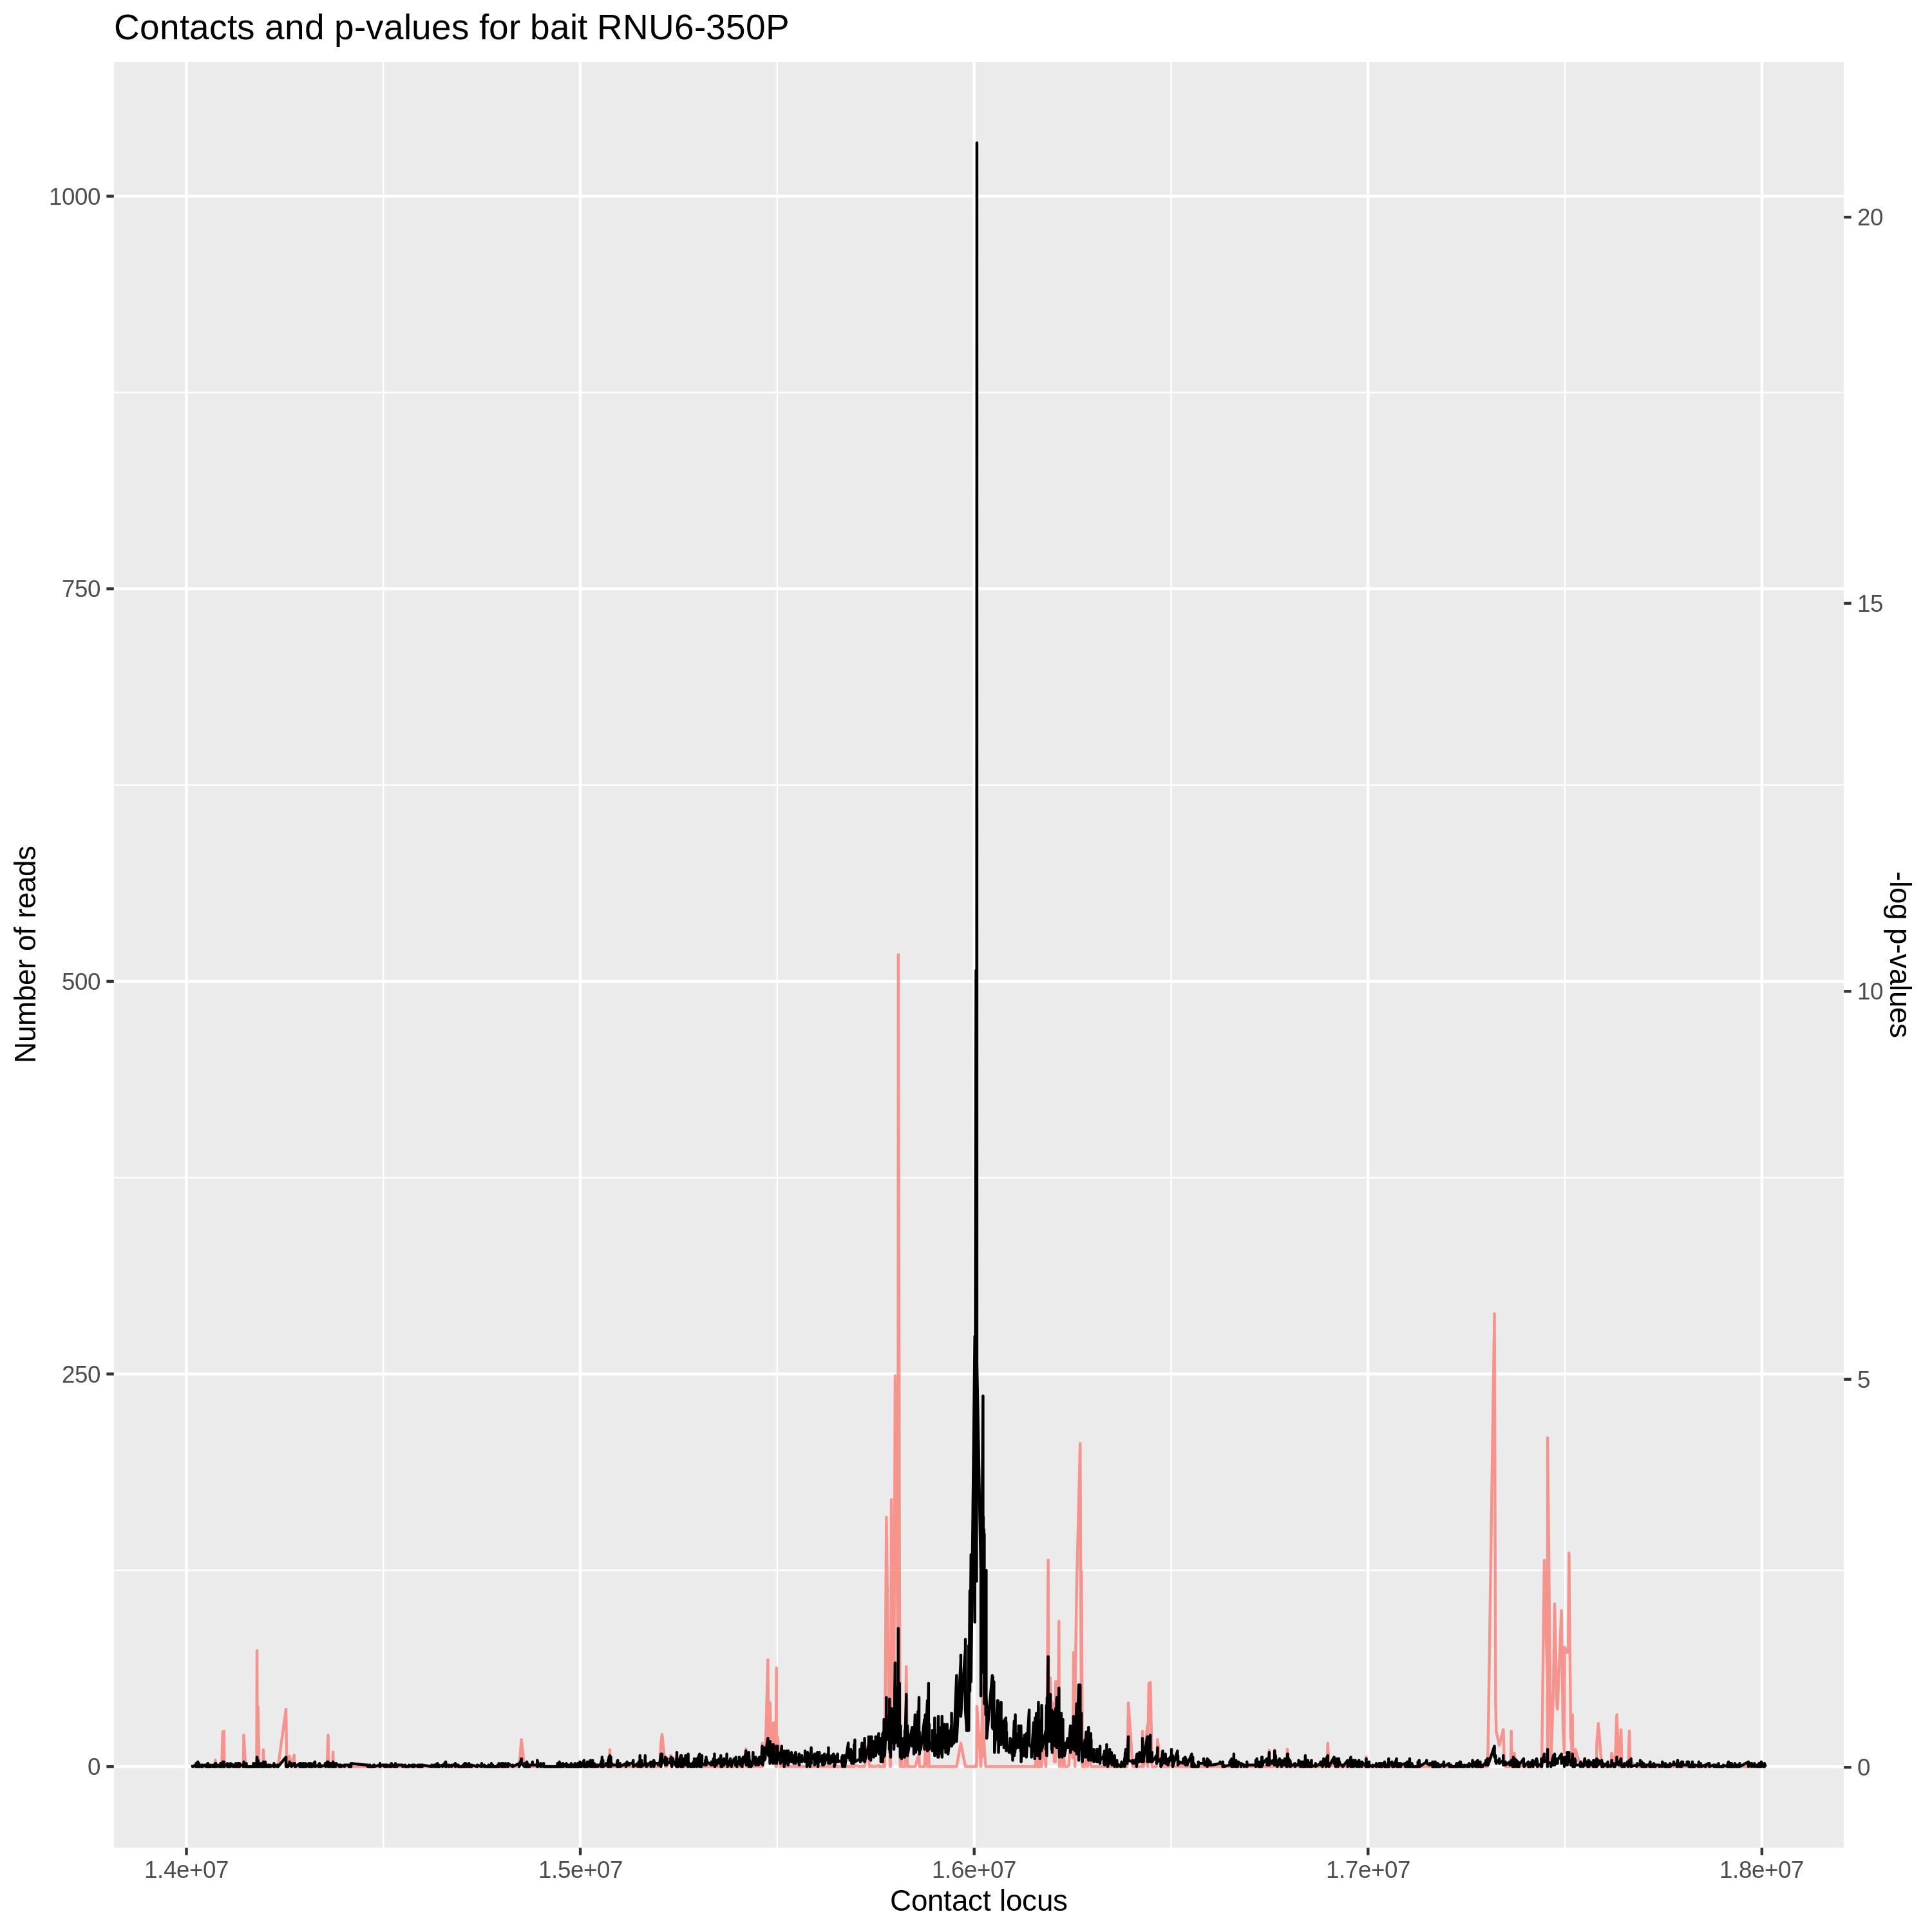 Contacts and p-values for bait RNU6-350P
1000
750
500
250
0
Number of reads
20
15
10
5
0
-log p-values
1.4e+07
1.5e+07
1.6e+07
1.7e+07
1.8e+07
Contact locus